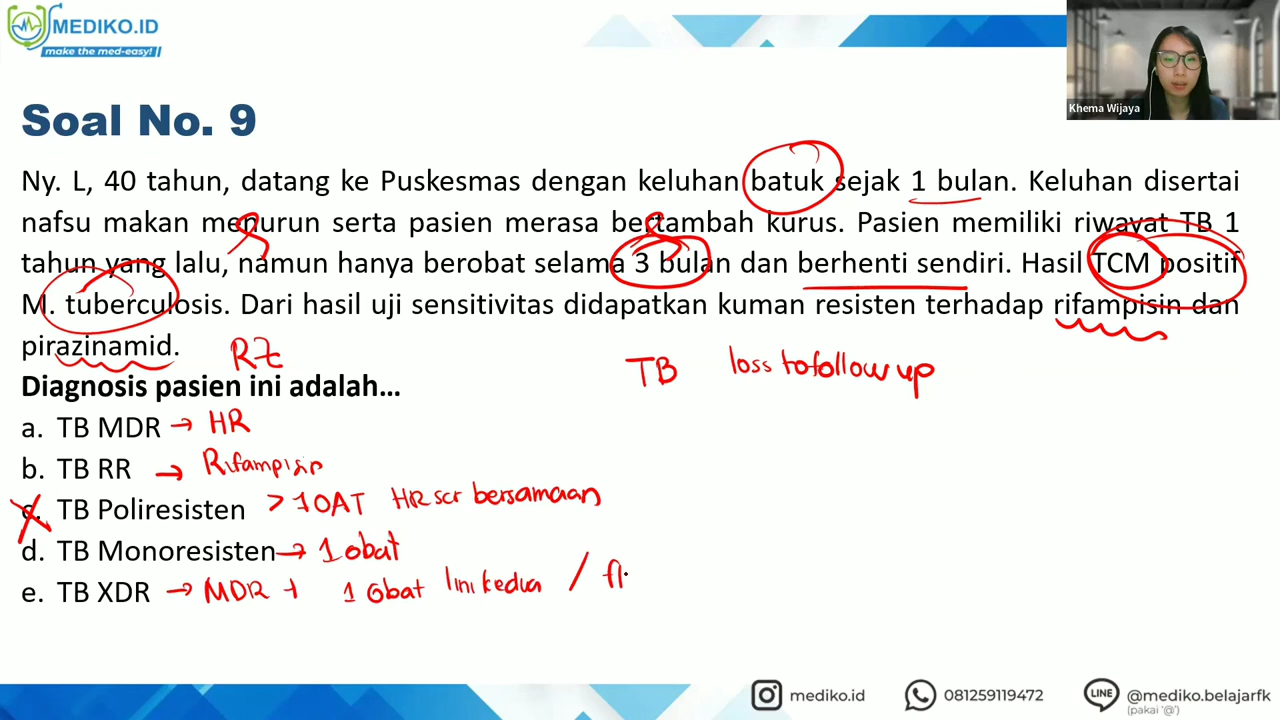 MEDIKO.ID
make the med-easy!
Khema Wijaya
Soal No. 9
Ny. L, 40 tahun, datang ke Puskesmas dengan keluhan batuk sejak 1 bulan. Keluhan disertai
nafsu makan menurun serta pasien merasa bertambah kurus. Pasien memiliki riwayat TB 1
tahun yang lalu, namun hanya berobat selama 3 bulan dan berhenti sendiri. Hasil TCM positif
M. tuberculosis. Dari hasil uji sensitivitas didapatkan kuman resisten terhadap rifampisin dan
pirazinamid. RZ
TB loss to follow up
Diagnosis pasien ini adalah...
a. TB MDR → HR
b. TB RR → Rifampisin
c. TB Poliresisten > 1 OAT HR scr bersamaan
d. TB Monoresisten → 1 obat
e. TB XDR → MDR + 1 obat lini kedua / fl
mediko.id
081259119472
LINE
@mediko.belajarfk
(pakai '@')